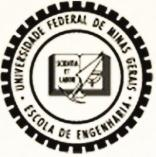 UNIVERSIDADE FEDERAL DE MINAS GERAIS
SCIENTIA
ET
LABOR
· ESCOLA DE ENGENHARIA ·